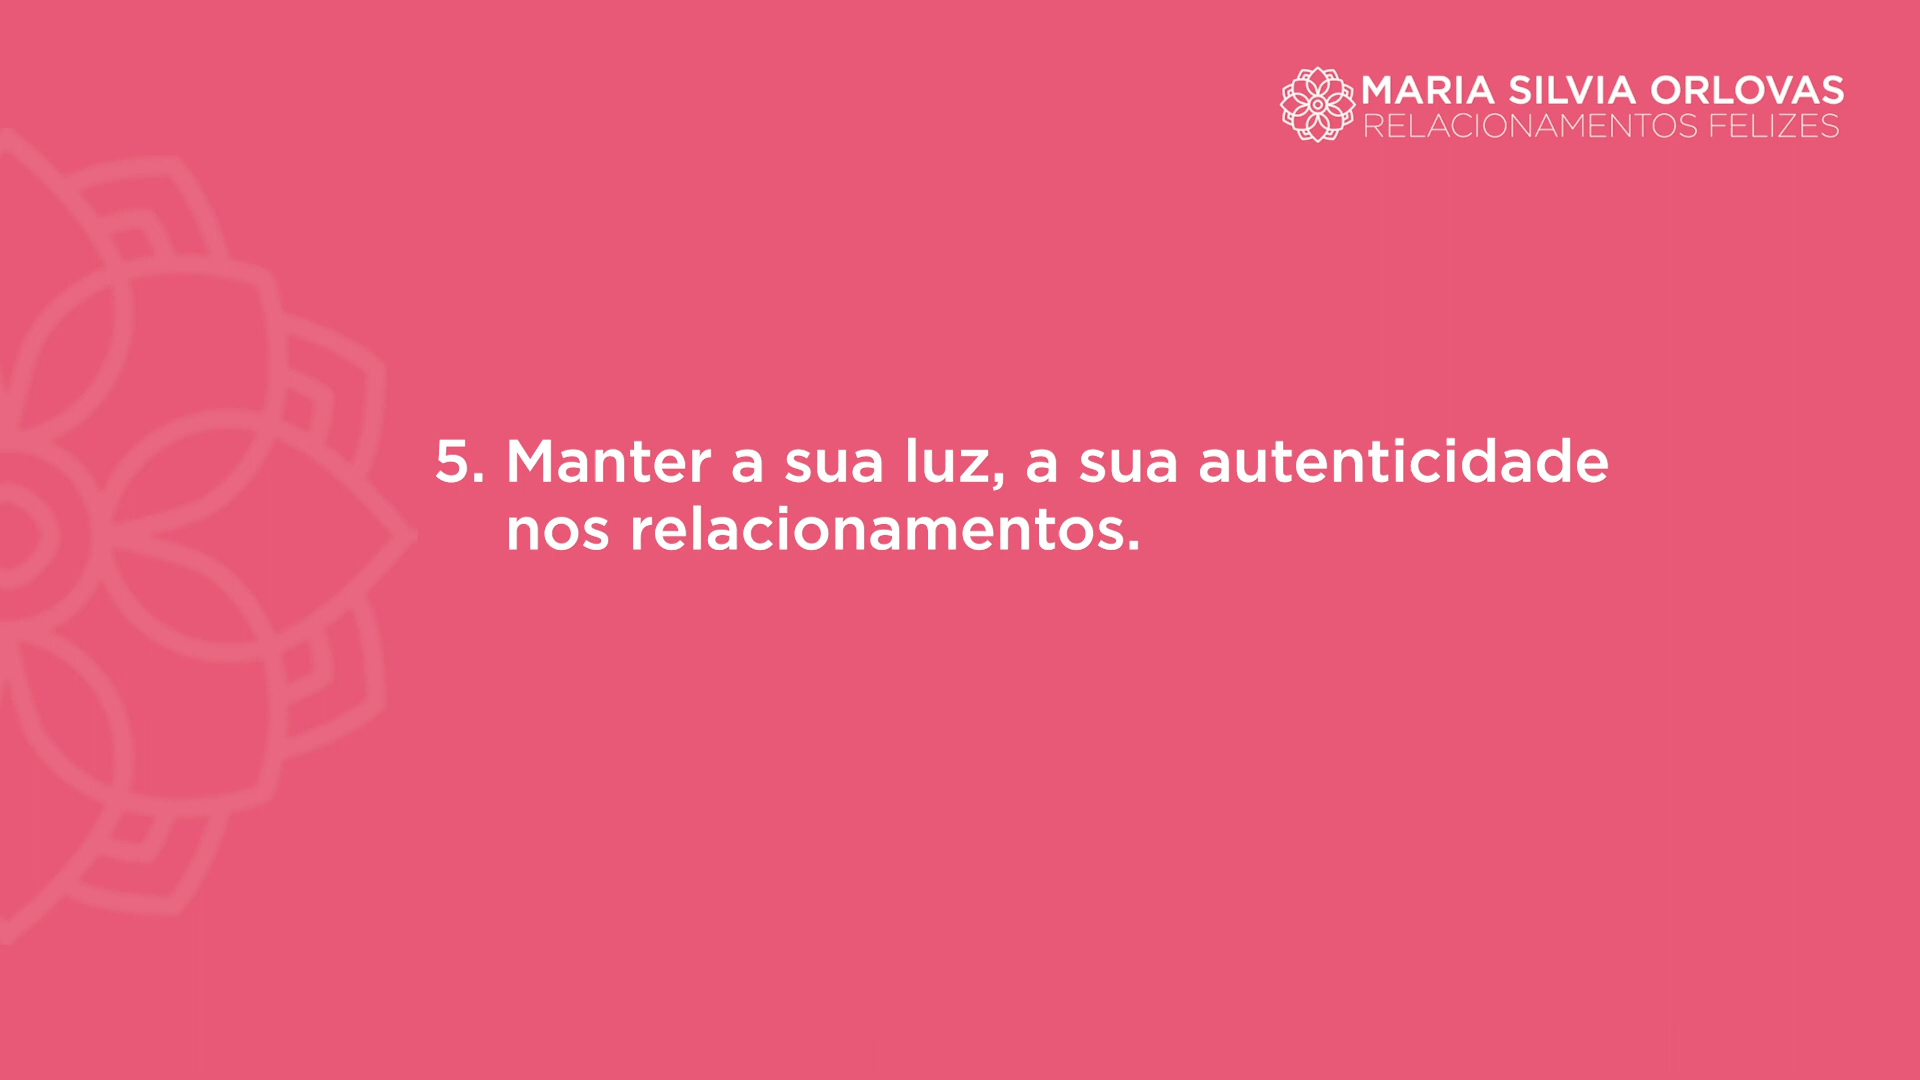 MARIA SILVIA ORLOVAS
RELACIONAMENTOS FELIZES
5. Manter a sua luz, a sua autenticidade
nos relacionamentos.